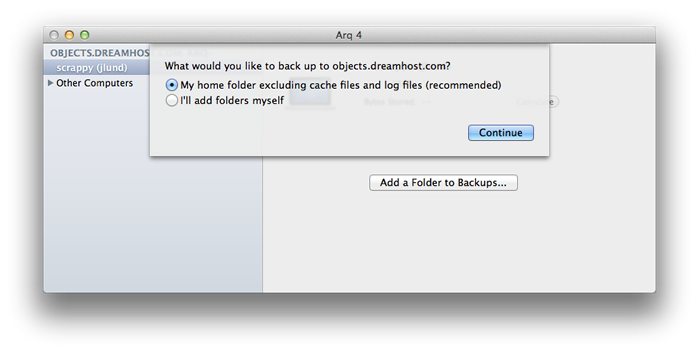 Arq 4
OBJECTS.DREAMHOST
scrappy (jlund)
Other Computers
What would you like to back up to objects.dreamhost.com?
My home folder excluding cache files and log files (recommended)
I'll add folders myself
Continue
Add a Folder to Backups...